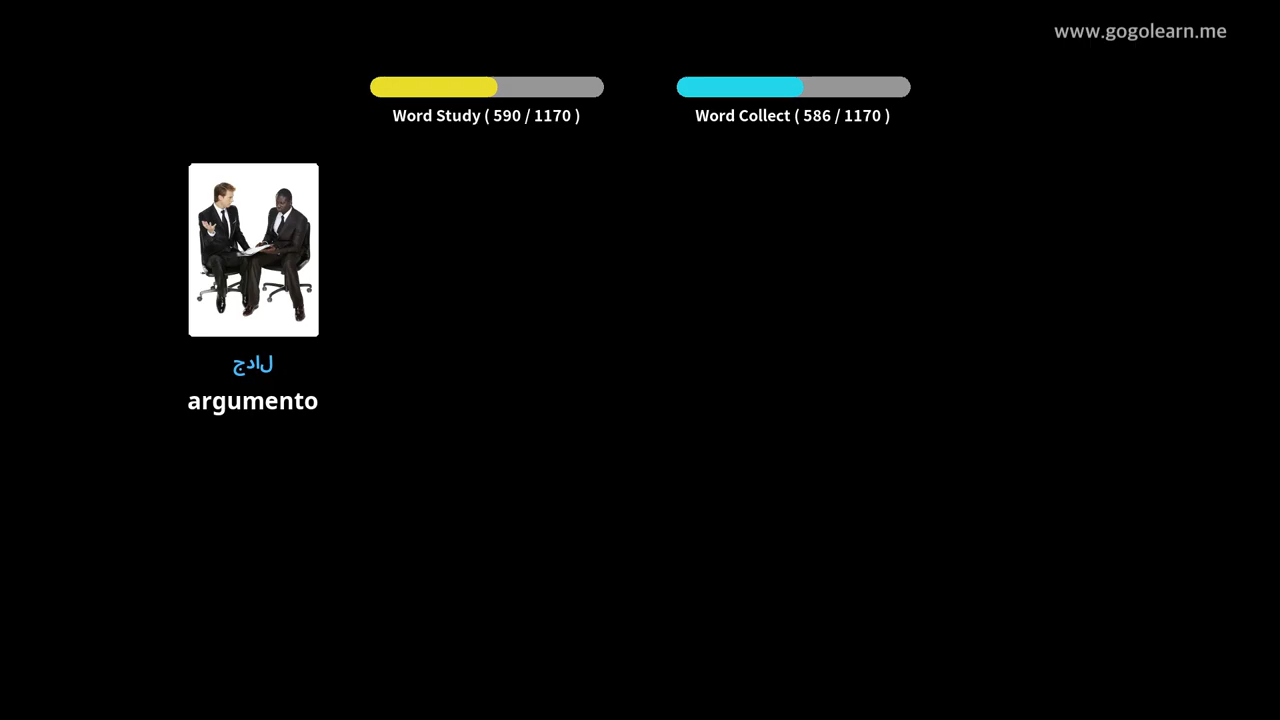 www.gogolearn.me
Word Study ( 590 / 1170 )
Word Collect ( 586 / 1170 )
جدال
argumento